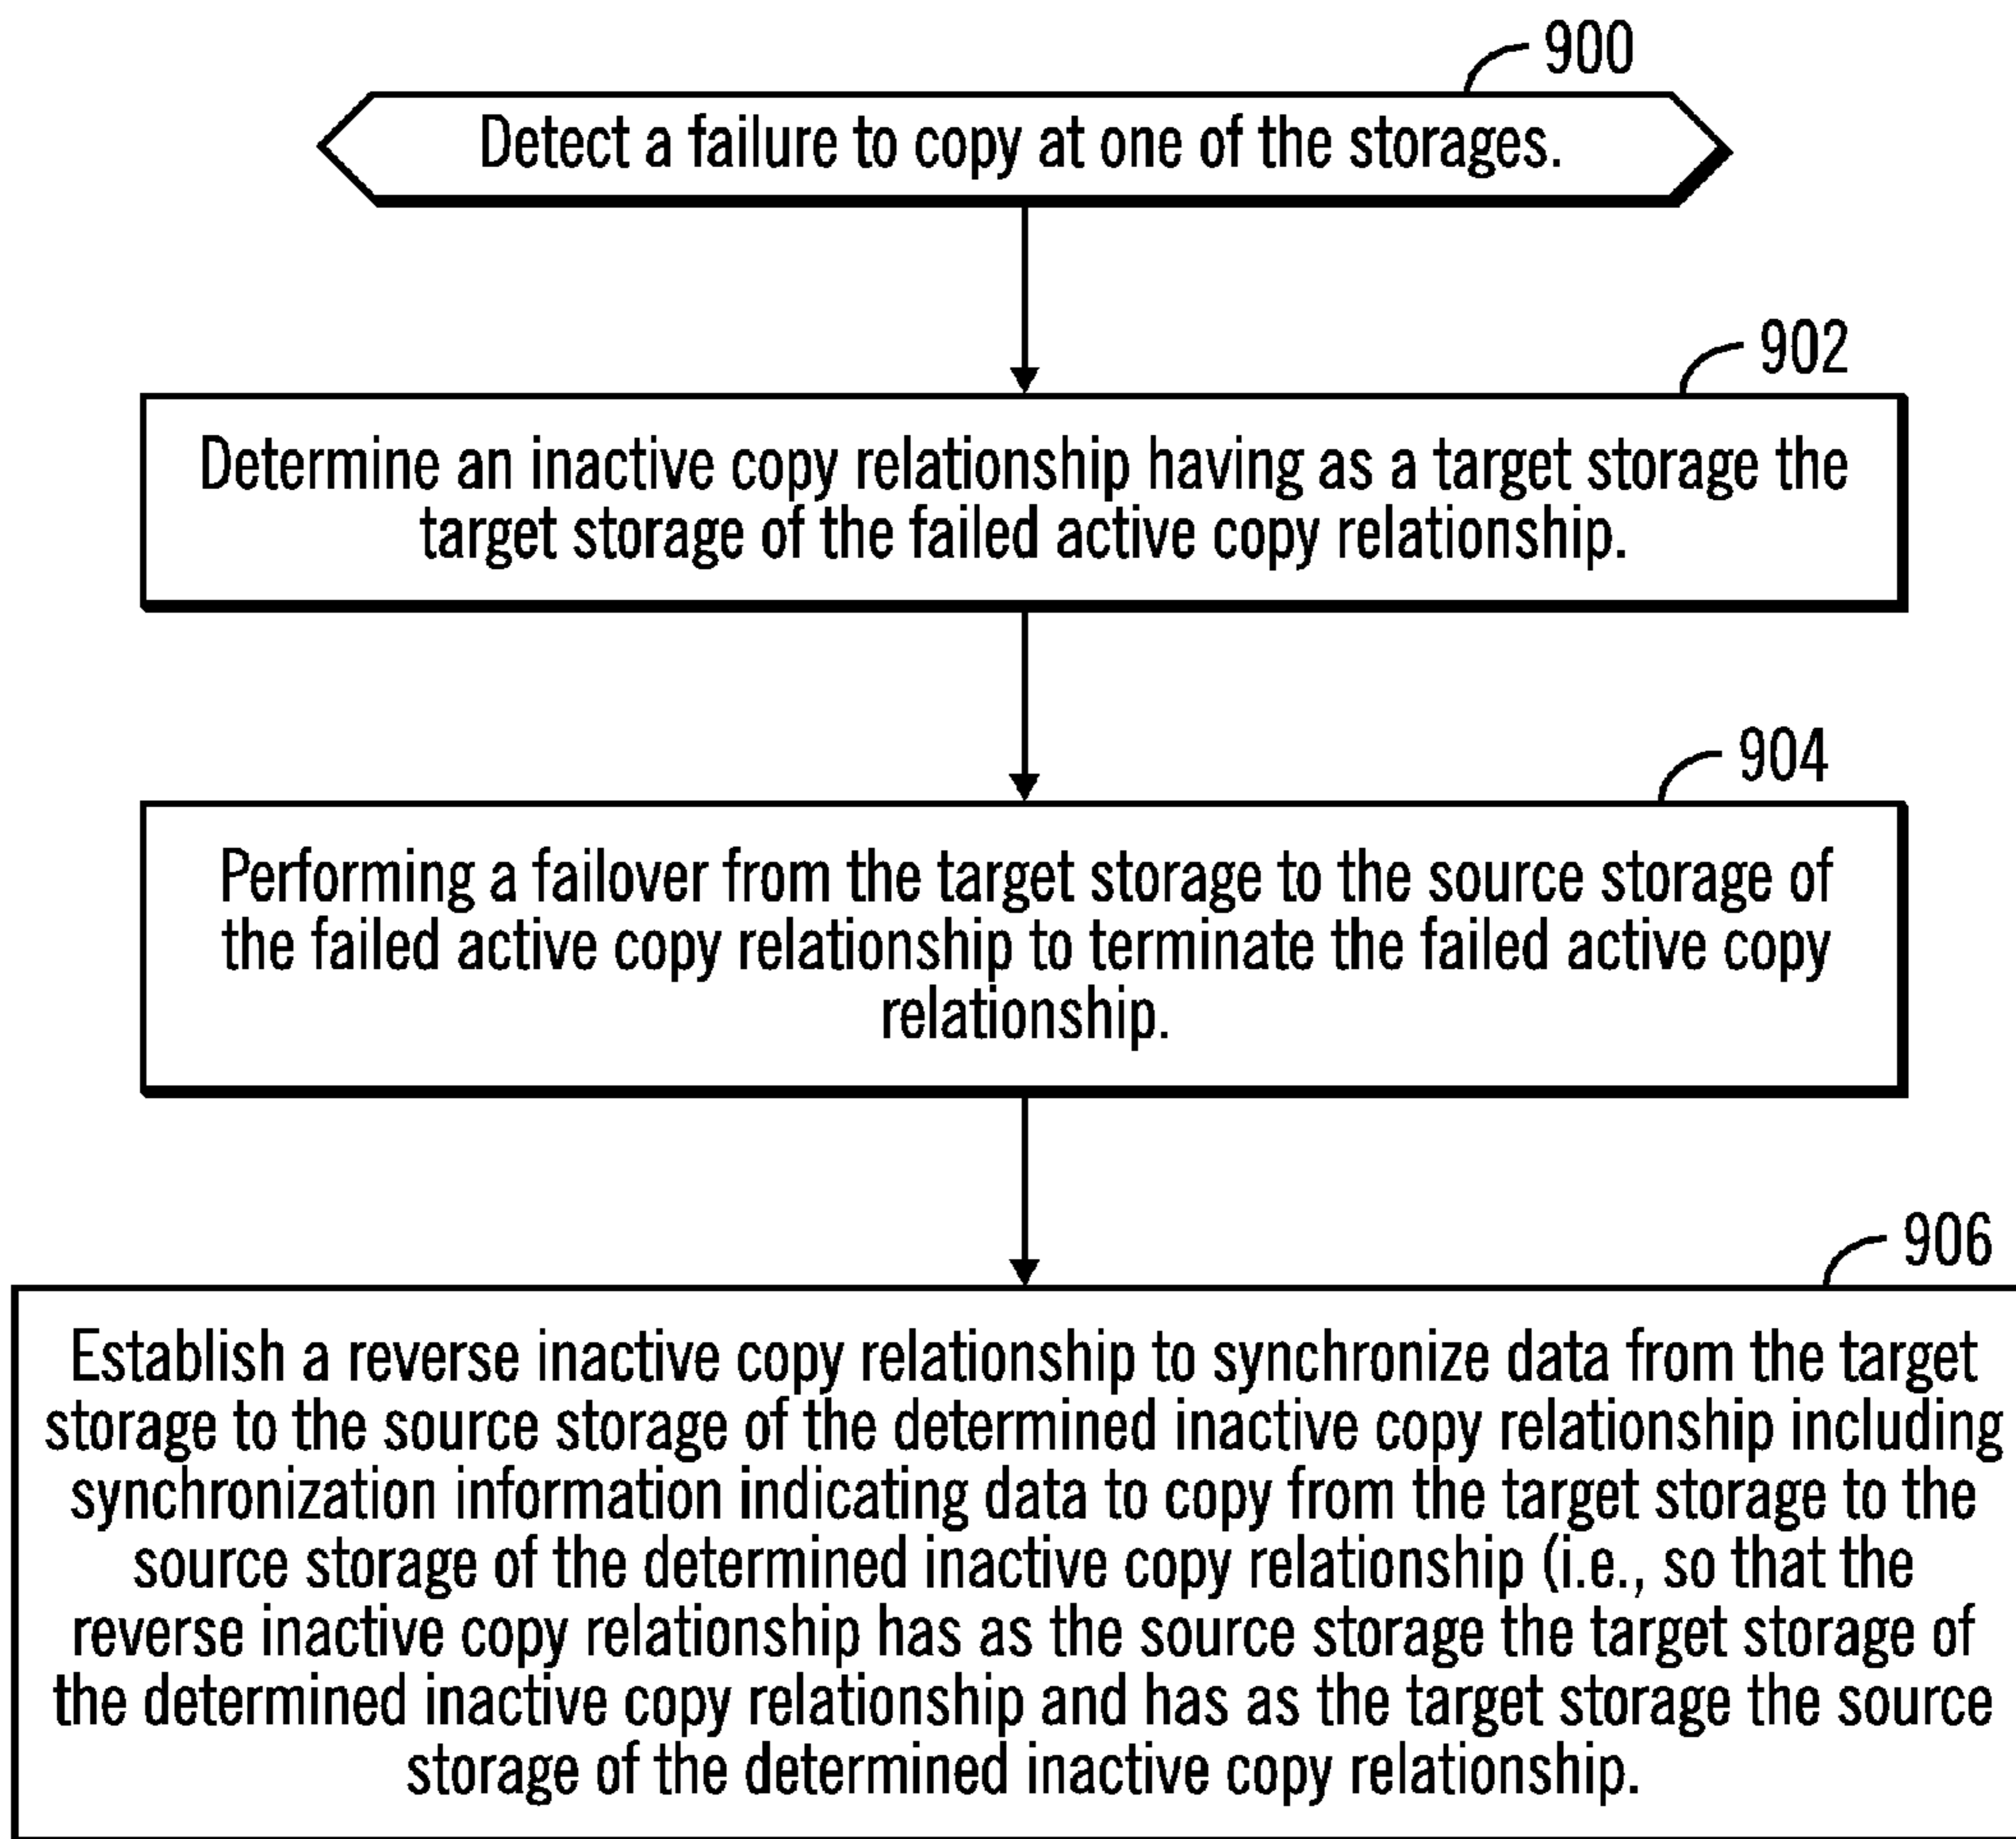 900
Detect a failure to copy at one of the storages.
902
Determine an inactive copy relationship having as a target storage the
target storage of the failed active copy relationship.
904
Performing a failover from the target storage to the source storage of
the failed active copy relationship to terminate the failed active copy
relationship.
906
Establish a reverse inactive copy relationship to synchronize data from the target
storage to the source storage of the determined inactive copy relationship including
synchronization information indicating data to copy from the target storage to the
source storage of the determined inactive copy relationship (i.e., so that the
reverse inactive copy relationship has as the source storage the target storage of
the determined inactive copy relationship and has as the target storage the source
storage of the determined inactive copy relationship.